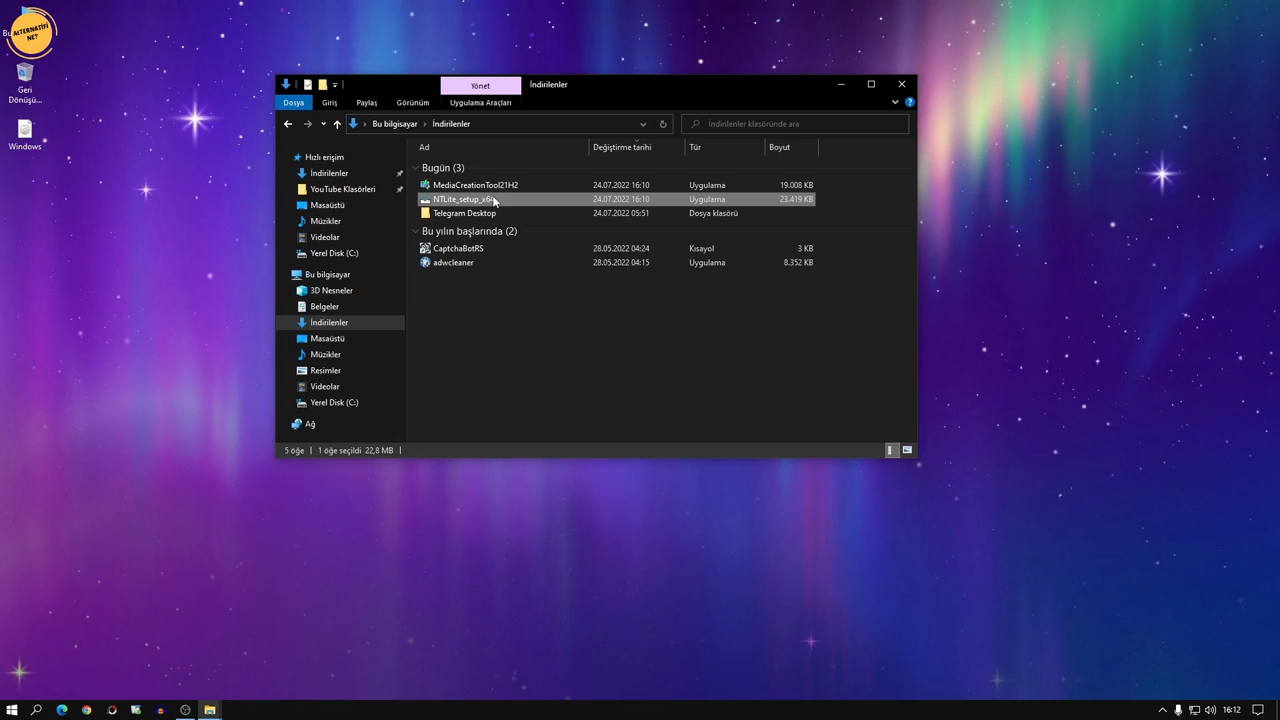 ALTERNATİFİ
NE?
Geri
Dönüşü...
Windows
Yönet
İndirilenler
Dosya
Giriş
Paylaş
Görünüm
Uygulama Araçları
Bu bilgisayar
İndirilenler
İndirilenler klasöründe ara
Ad
Değiştirme tarihi
Tür
Boyut
Hızlı erişim
İndirilenler
YouTube Klasörleri
Masaüstü
Müzikler
Videolar
Yerel Disk (C:)
Bu bilgisayar
3D Nesneler
Belgeler
İndirilenler
Masaüstü
Müzikler
Resimler
Videolar
Yerel Disk (C:)
Ağ
Bugün (3)
MediaCreationTool21H2 24.07.2022 16:10 Uygulama 19.008 KB
NTLite_setup_x64 24.07.2022 16:10 Uygulama 23.419 KB
Telegram Desktop 24.07.2022 05:51 Dosya klasörü
Bu yılın başlarında (2)
CaptchaBotRS 28.05.2022 04:24 Kısayol 3 KB
adwcleaner 28.05.2022 04:15 Uygulama 8.352 KB
5 öğe
1 öğe seçildi 22,8 MB
16:12